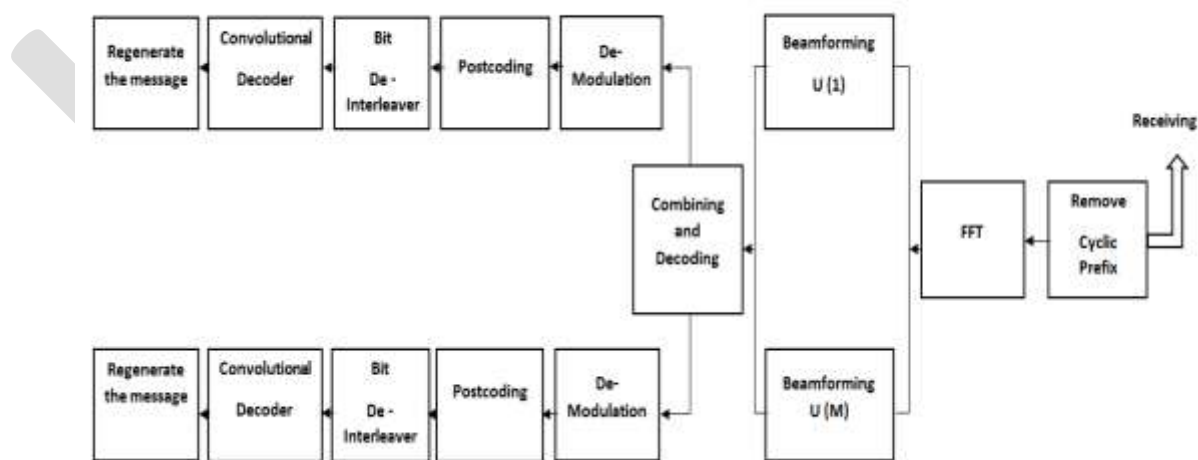 Regenerate
the message
Convolutional
Decoder
Bit
De -
Interleaver
Postcoding
De-
Modulation
Beamforming
U (1)
Receiving
Combining
and
Decoding
FFT
Remove
Cyclic
Prefix
Regenerate
the message
Convolutional
Decoder
Bit
De -
Interleaver
Postcoding
De-
Modulation
Beamforming
U (M)